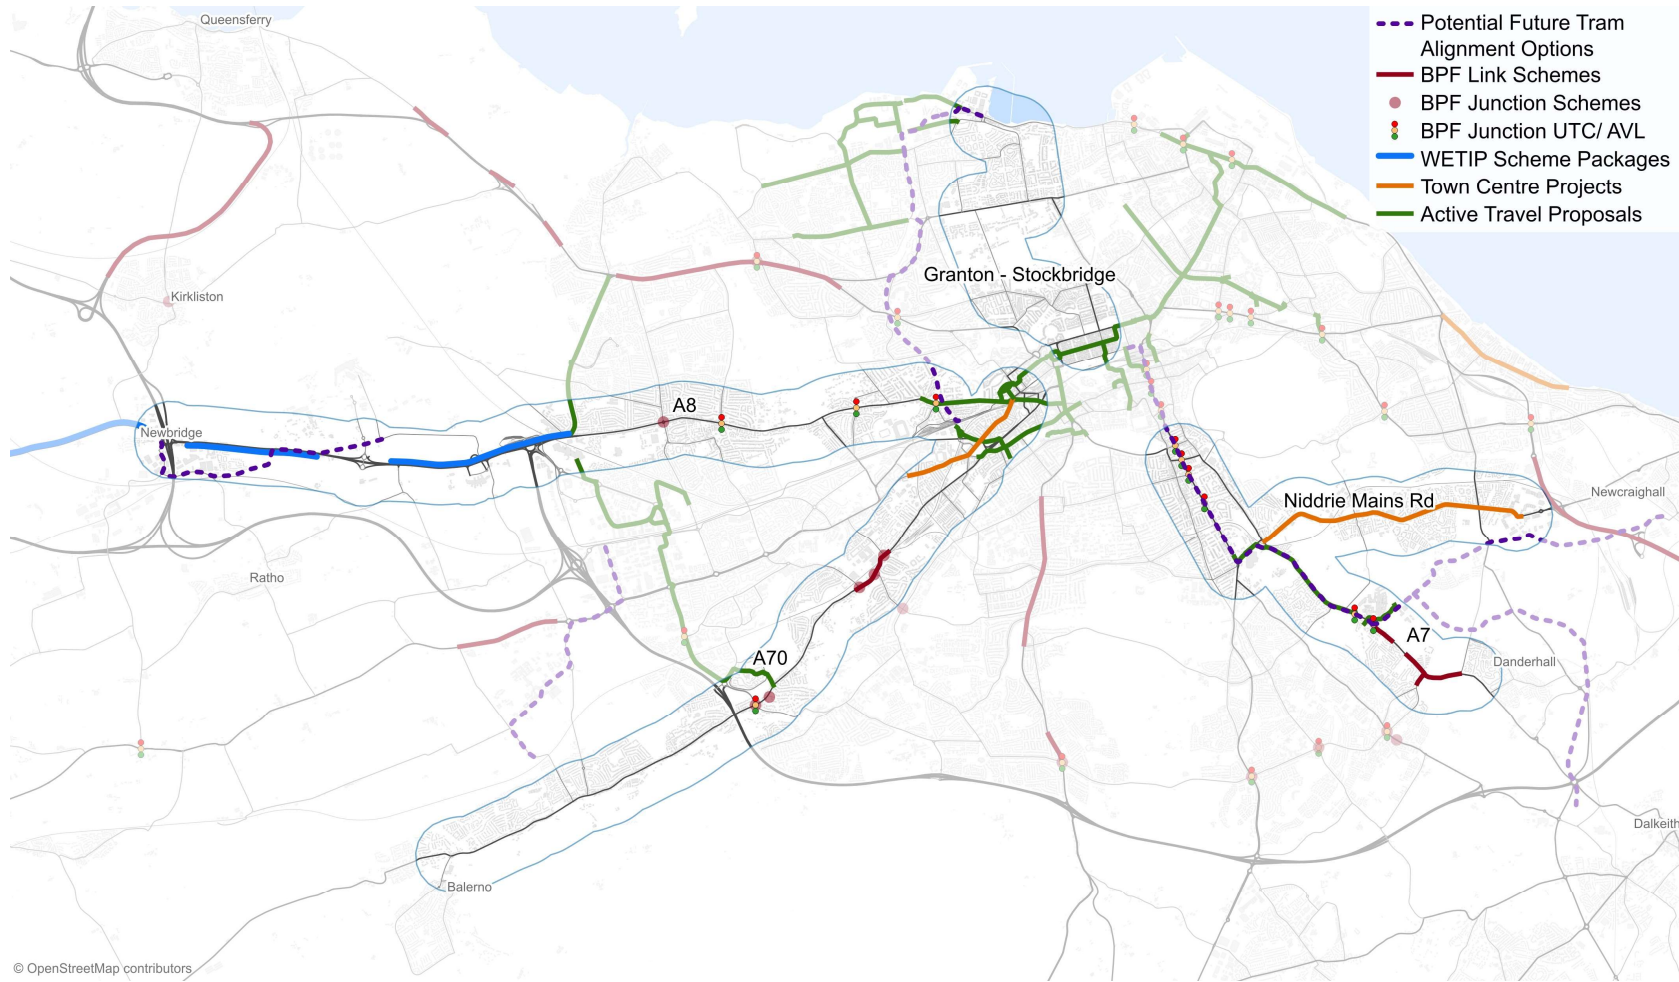 Queensferry
Potential Future Tram
Alignment Options
BPF Link Schemes
BPF Junction Schemes
BPF Junction UTC/ AVL
WETIP Scheme Packages
Town Centre Projects
Active Travel Proposals
Granton - Stockbridge
Kirkliston
A8
Newbridge
Niddrie Mains Rd
Newcraighall
Ratho
A7
A70
Danderhall
Dalkeith
Balerno
© OpenStreetMap contributors